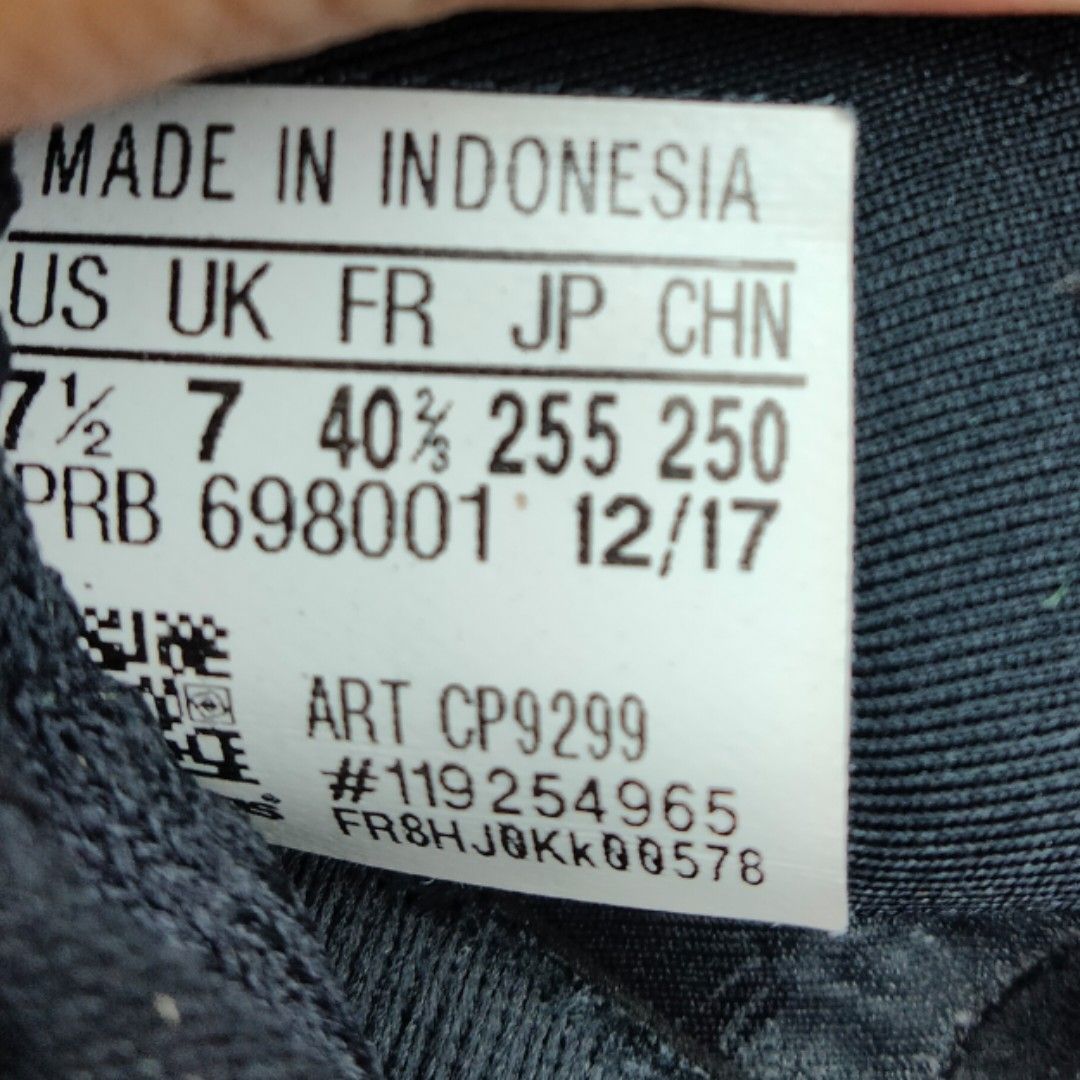 MADE IN INDONESIA
US UK FR JP CHN
7½ 7 40⅔ 255 250
PRB 698001 12/17
ART CP9299
#119254965
FR8HJ0Kk00578